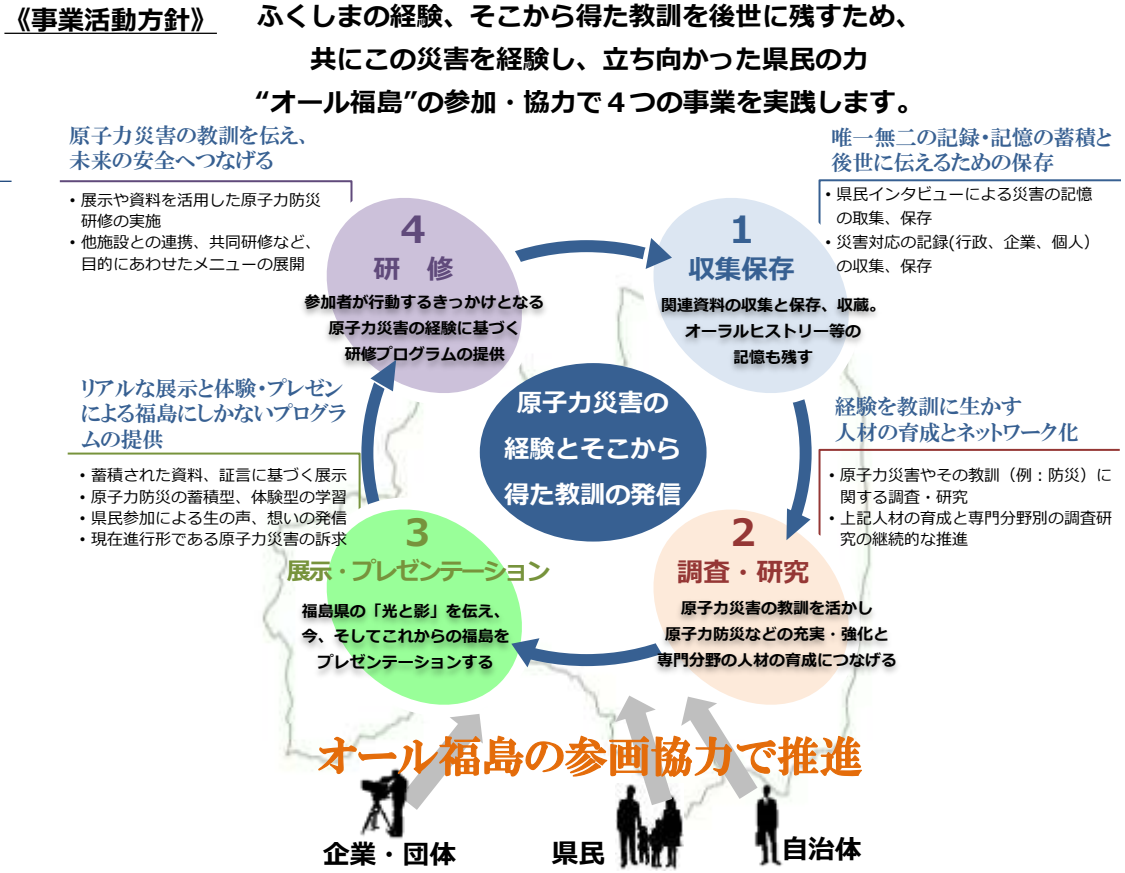 《事業活動方針》
ふくしまの経験、そこから得た教訓を後世に残すため、
共にこの災害を経験し、立ち向かった県民の力
“オール福島”の参加・協力で４つの事業を実践します。
原子力災害の教訓を伝え、
未来の安全へつなげる
・展示や資料を活用した原子力防災
研修の実施
・他施設との連携、共同研修など、
目的にあわせたメニューの展開
4
研　修
参加者が行動するきっかけとなる
原子力災害の経験に基づく
研修プログラムの提供
唯一無二の記録・記憶の蓄積と
後世に伝えるための保存
・県民インタビューによる災害の記憶
の取集、保存
・災害対応の記録(行政、企業、個人）
の収集、保存
1
収集保存
関連資料の収集と保存、収蔵。
オーラルヒストリー等の
記憶も残す
原子力災害の
経験とそこから
得た教訓の発信
経験を教訓に生かす
人材の育成とネットワーク化
・原子力災害やその教訓（例：防災）に
関する調査・研究
・上記人材の育成と専門分野別の調査研
究の継続的な推進
2
調査・研究
原子力災害の教訓を活かし
原子力防災などの充実・強化と
専門分野の人材の育成につなげる
リアルな展示と体験・プレゼン
による福島にしかないプログラ
ムの提供
・蓄積された資料、証言に基づく展示
・原子力防災の蓄積型、体験型の学習
・県民参加による生の声、想いの発信
・現在進行形である原子力災害の訴求
3
展示・プレゼンテーション
福島県の「光と影」を伝え、
今、そしてこれからの福島を
プレゼンテーションする
オール福島の参画協力で推進
企業・団体
県民
自治体